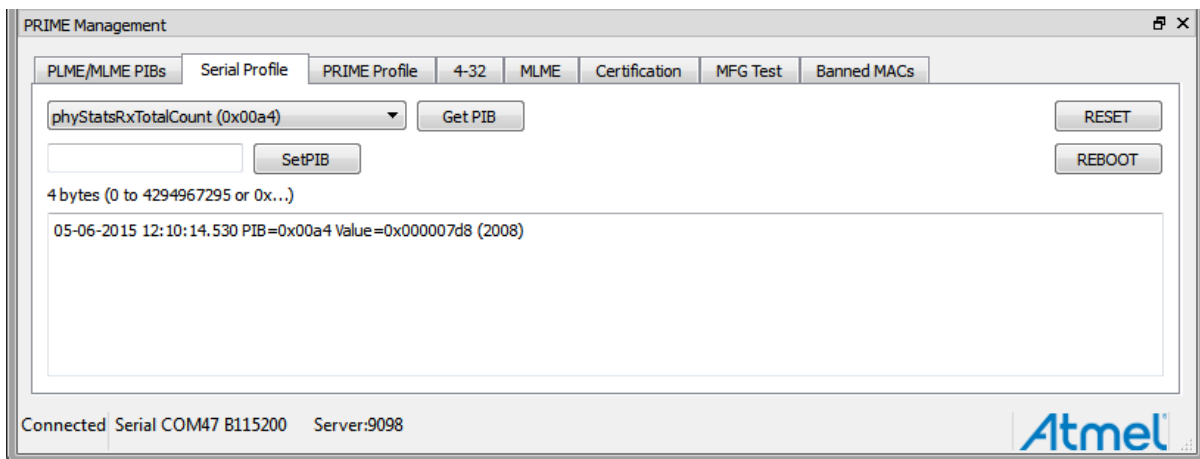 PRIME Management
PLME/MLME PIBs Serial Profile PRIME Profile 4-32 MLME Certification MFG Test Banned MACs
phyStatsRxTotalCount (0x00a4) Get PIB RESET
SetPIB REBOOT
4 bytes (0 to 4294967295 or 0x...)
05-06-2015 12:10:14.530 PIB=0x00a4 Value=0x000007d8 (2008)
Connected Serial COM47 B115200 Server:9098
Atmel